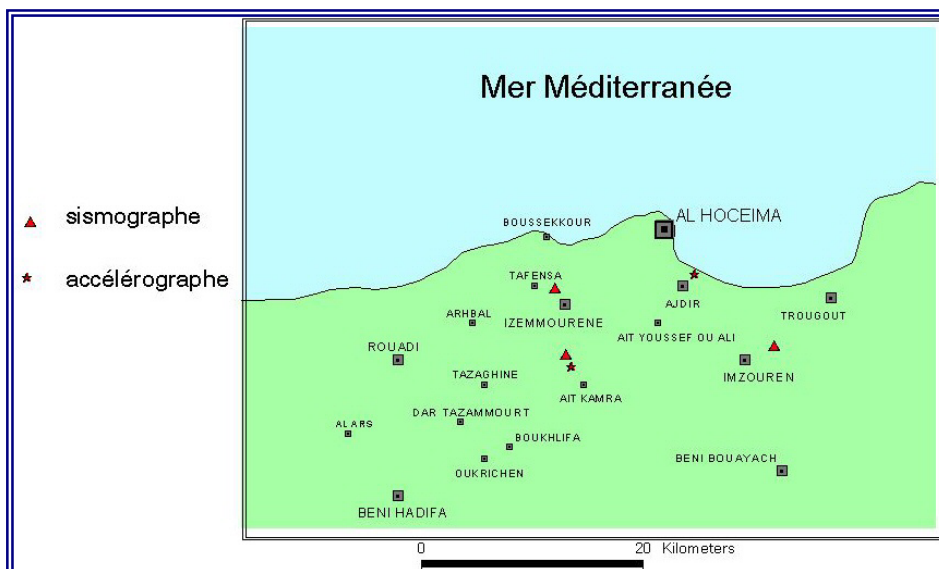 Mer Méditerranée
sismographe
accélérographe
AL HOCEIMA
BOUSSEKKOUR
TAFENSA
AJDIR
TROUGOUT
ARHBAL
IZEMMOURENE
AIT YOUSSEF OU ALI
ROUADI
TAZAGHINE
IMZOUREN
AIT KAMRA
DAR TAZAMMOURT
ALARS
BOUKHLIFA
OUKRICHEN
BENI BOUAYACH
BENI HADIFA
0 20 Kilometers